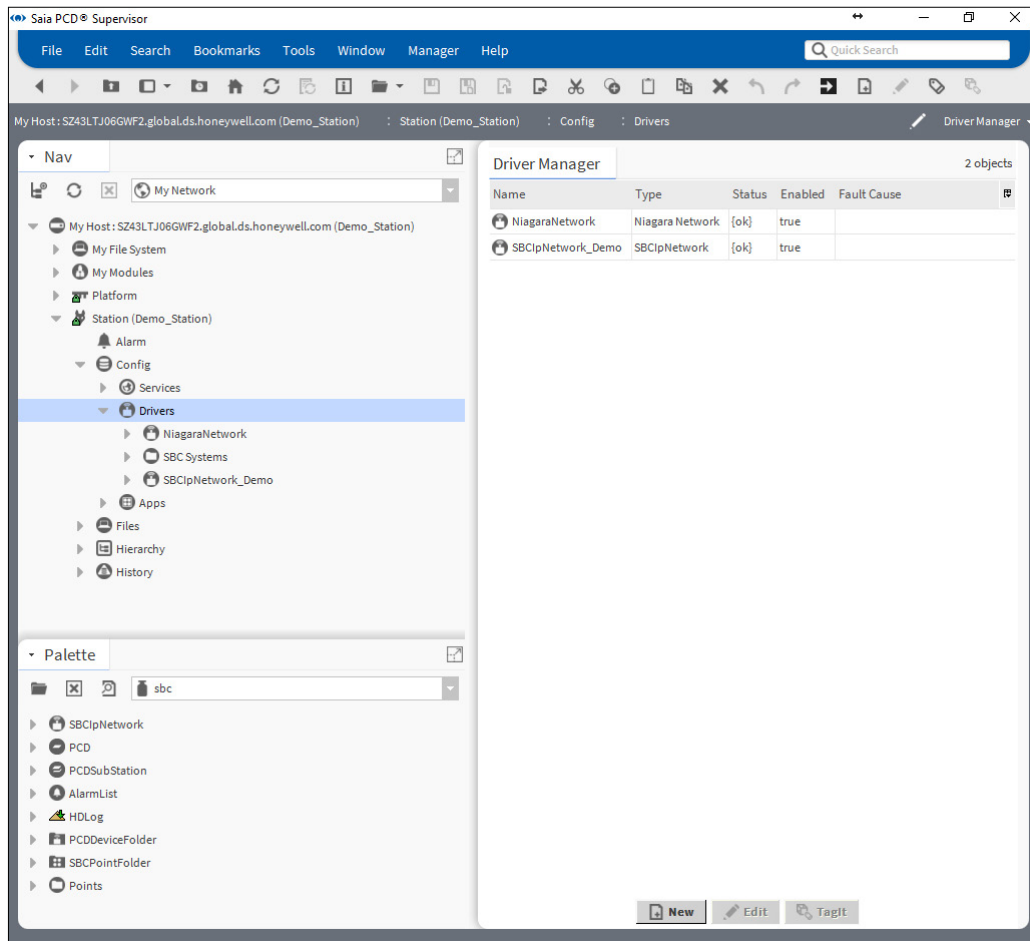 Saia PCD® Supervisor
File Edit Search Bookmarks Tools Window Manager Help Quick Search
My Host : SZ43LTJ06GWF2.global.ds.honeywell.com (Demo_Station) : Station (Demo_Station) : Config : Drivers Driver Manager
Nav
My Network
My Host : SZ43LTJ06GWF2.global.ds.honeywell.com (Demo_Station)
My File System
My Modules
Platform
Station (Demo_Station)
Alarm
Config
Services
Drivers
NiagaraNetwork
SBC Systems
SBCIpNetwork_Demo
Apps
Files
Hierarchy
History
Palette
sbc
SBCIpNetwork
PCD
PCDSubStation
AlarmList
HDLog
PCDDeviceFolder
SBCPointFolder
Points
Driver Manager 2 objects
Name Type Status Enabled Fault Cause
NiagaraNetwork Niagara Network {ok} true
SBCIpNetwork_Demo SBCIpNetwork {ok} true
New Edit TagIt